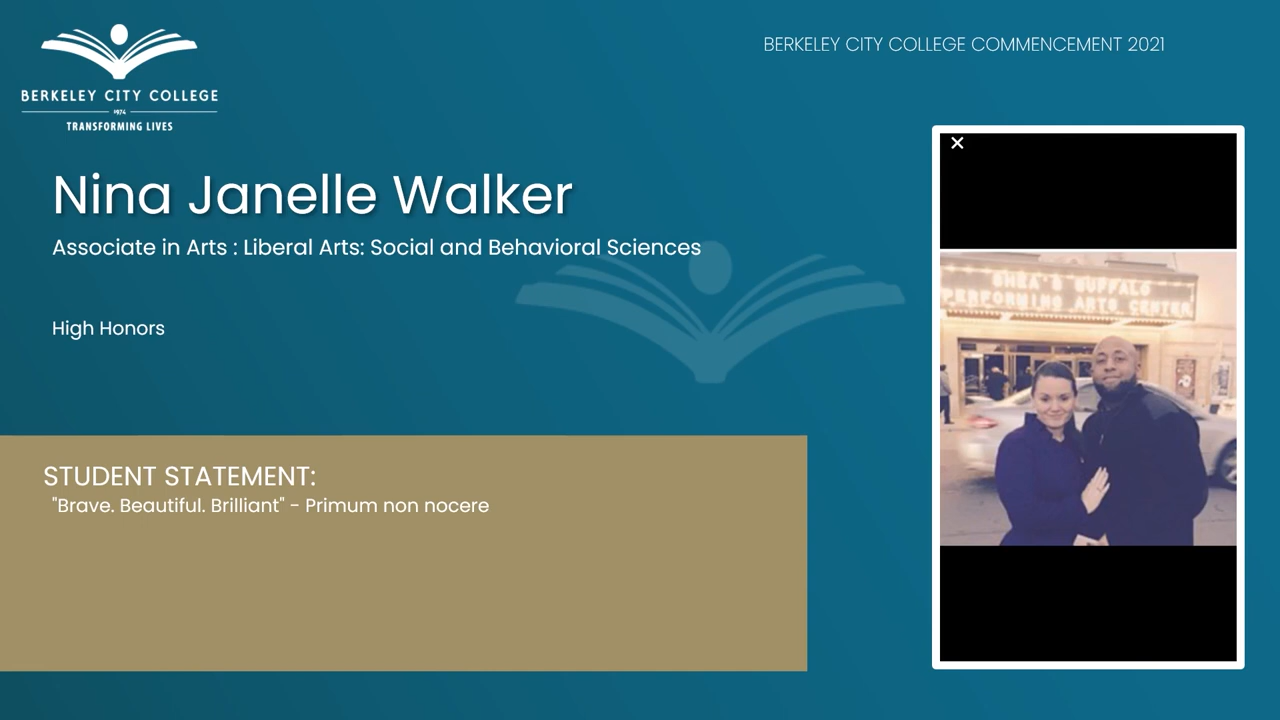 BERKELEY CITY COLLEGE
1974
TRANSFORMING LIVES
BERKELEY CITY COLLEGE COMMENCEMENT 2021
Nina Janelle Walker
Associate in Arts : Liberal Arts: Social and Behavioral Sciences
High Honors
STUDENT STATEMENT:
"Brave. Beautiful. Brilliant" - Primum non nocere
SHEA'S BUFFALO
PERFORMING ARTS CENTER